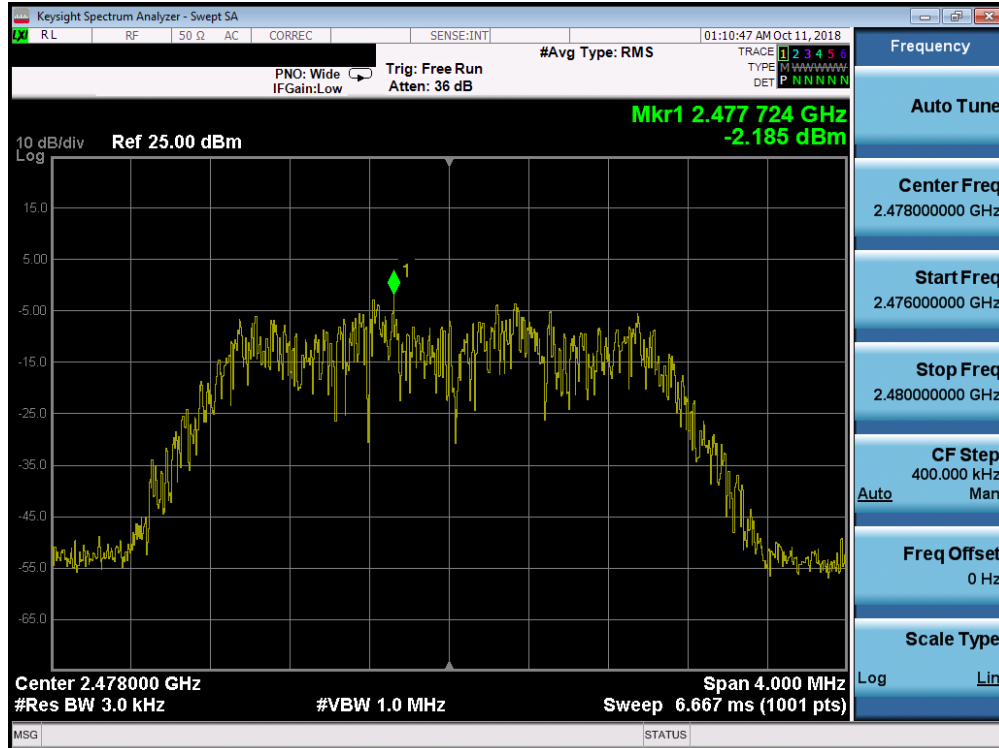 Keysight Spectrum Analyzer - Swept SA
LXI RL RF 50 Ω AC CORREC SENSE:INT 01:10:47 AM Oct 11, 2018
#Avg Type: RMS
TRACE 1 2 3 4 5 6
TYPE M WWWWW
DET P N N N N N
PNO: Wide Trig: Free Run
IFGain:Low Atten: 36 dB
Mkr1 2.477 724 GHz
-2.185 dBm
10 dB/div Ref 25.00 dBm
Log
15.0
5.00
1
-5.00
-15.0
-25.0
-35.0
-45.0
-55.0
-65.0
Center 2.478000 GHz Span 4.000 MHz
#Res BW 3.0 kHz #VBW 1.0 MHz Sweep 6.667 ms (1001 pts)
MSG STATUS
Frequency
Auto Tune
Center Freq
2.478000000 GHz
Start Freq
2.476000000 GHz
Stop Freq
2.480000000 GHz
CF Step
400.000 kHz
Auto Man
Freq Offset
0 Hz
Scale Type
Log Lin